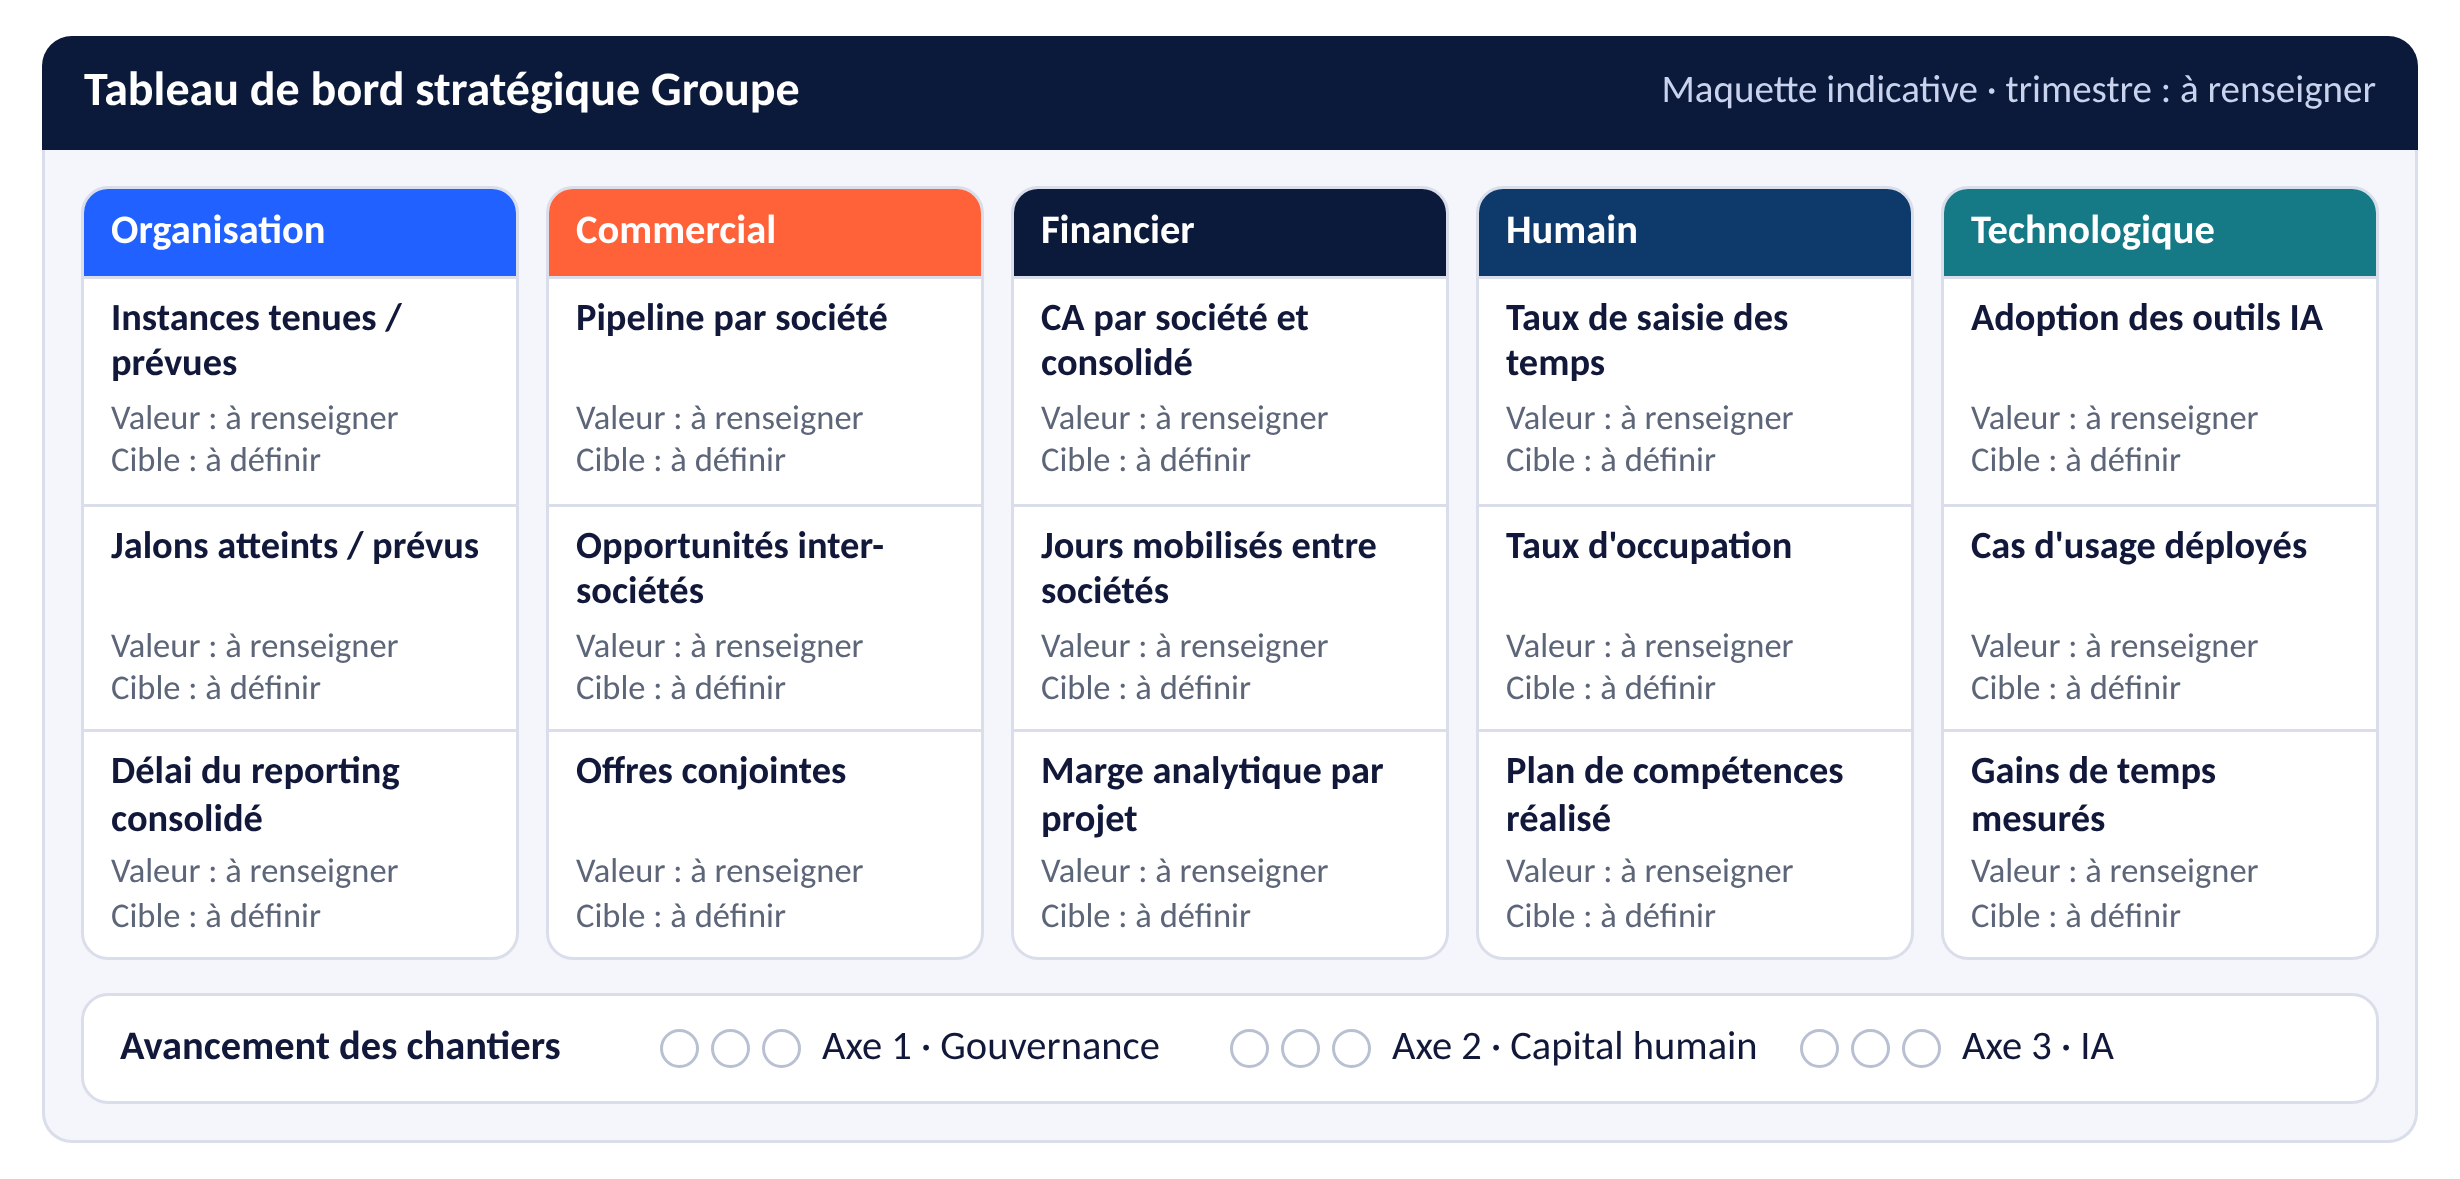 Tableau de bord stratégique Groupe
Maquette indicative · trimestre : à renseigner
Organisation
Instances tenues /
prévues
Valeur : à renseigner
Cible : à définir
Jalons atteints / prévus
Valeur : à renseigner
Cible : à définir
Délai du reporting
consolidé
Valeur : à renseigner
Cible : à définir
Commercial
Pipeline par société
Valeur : à renseigner
Cible : à définir
Opportunités inter-
sociétés
Valeur : à renseigner
Cible : à définir
Offres conjointes
Valeur : à renseigner
Cible : à définir
Financier
CA par société et
consolidé
Valeur : à renseigner
Cible : à définir
Jours mobilisés entre
sociétés
Valeur : à renseigner
Cible : à définir
Marge analytique par
projet
Valeur : à renseigner
Cible : à définir
Humain
Taux de saisie des
temps
Valeur : à renseigner
Cible : à définir
Taux d'occupation
Valeur : à renseigner
Cible : à définir
Plan de compétences
réalisé
Valeur : à renseigner
Cible : à définir
Technologique
Adoption des outils IA
Valeur : à renseigner
Cible : à définir
Cas d'usage déployés
Valeur : à renseigner
Cible : à définir
Gains de temps
mesurés
Valeur : à renseigner
Cible : à définir
Avancement des chantiers
Axe 1 · Gouvernance
Axe 2 · Capital humain
Axe 3 · IA